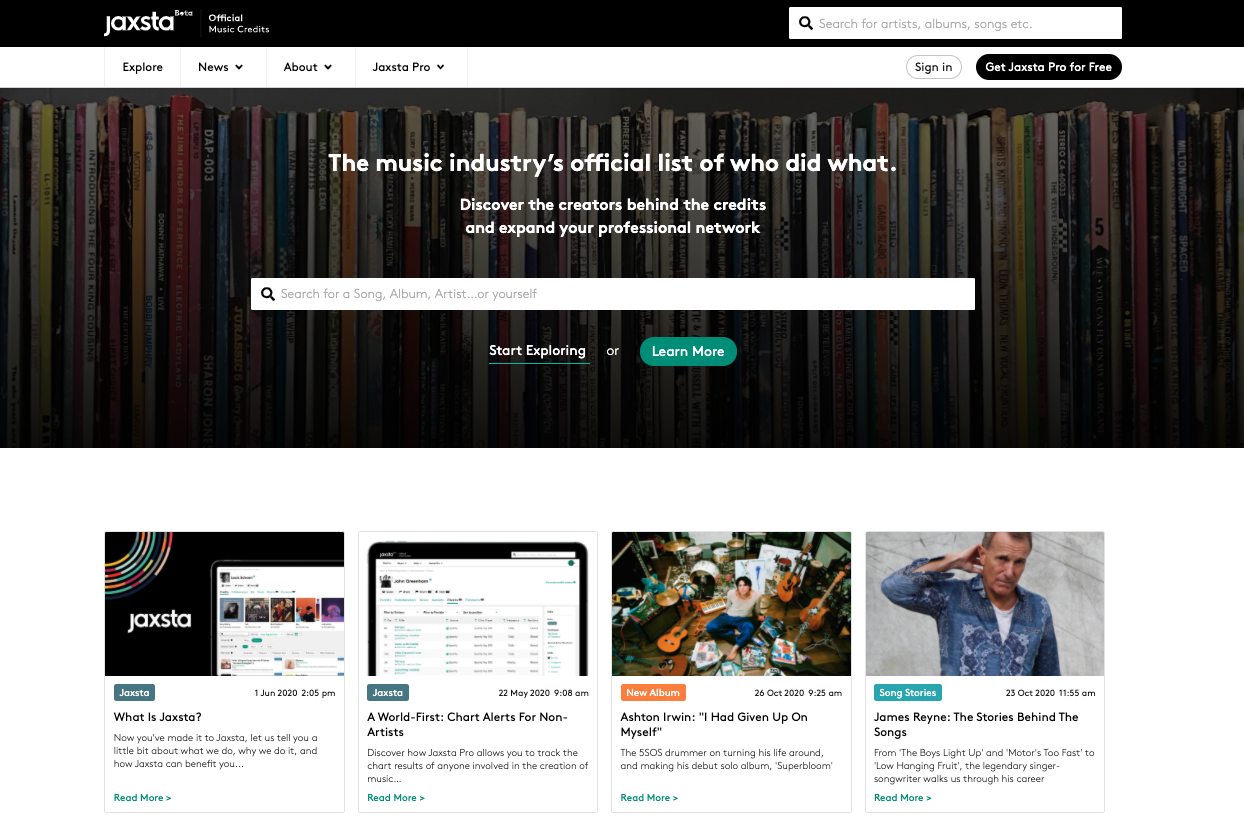 jaxsta Beta
Official
Music Credits
Search for artists, albums, songs etc.
Explore
News
About
Jaxsta Pro
Sign in
Get Jaxsta Pro for Free
The music industry’s official list of who did what.
Discover the creators behind the credits
and expand your professional network
Search for a Song, Album, Artist...or yourself
Start Exploring or Learn More
jaxsta
Jaxsta
1 Jun 2020 2:05 pm
What Is Jaxsta?
Now you've made it to Jaxsta, let us tell you a
little bit about what we do, why we do it, and
how Jaxsta can benefit you...
Read More >
Jaxsta
22 May 2020 9:08 am
A World-First: Chart Alerts For Non-
Artists
Discover how Jaxsta Pro allows you to track the
chart results of anyone involved in the creation of
music...
Read More >
New Album
26 Oct 2020 9:25 am
Ashton Irwin: "I Had Given Up On
Myself"
The 5SOS drummer on turning his life around,
and making his debut solo album, 'Superbloom'
Read More >
Song Stories
23 Oct 2020 11:55 am
James Reyne: The Stories Behind The
Songs
From 'The Boys Light Up' and 'Motor's Too Fast' to
'Low Hanging Fruit', the legendary singer-
songwriter walks us through his career
Read More >